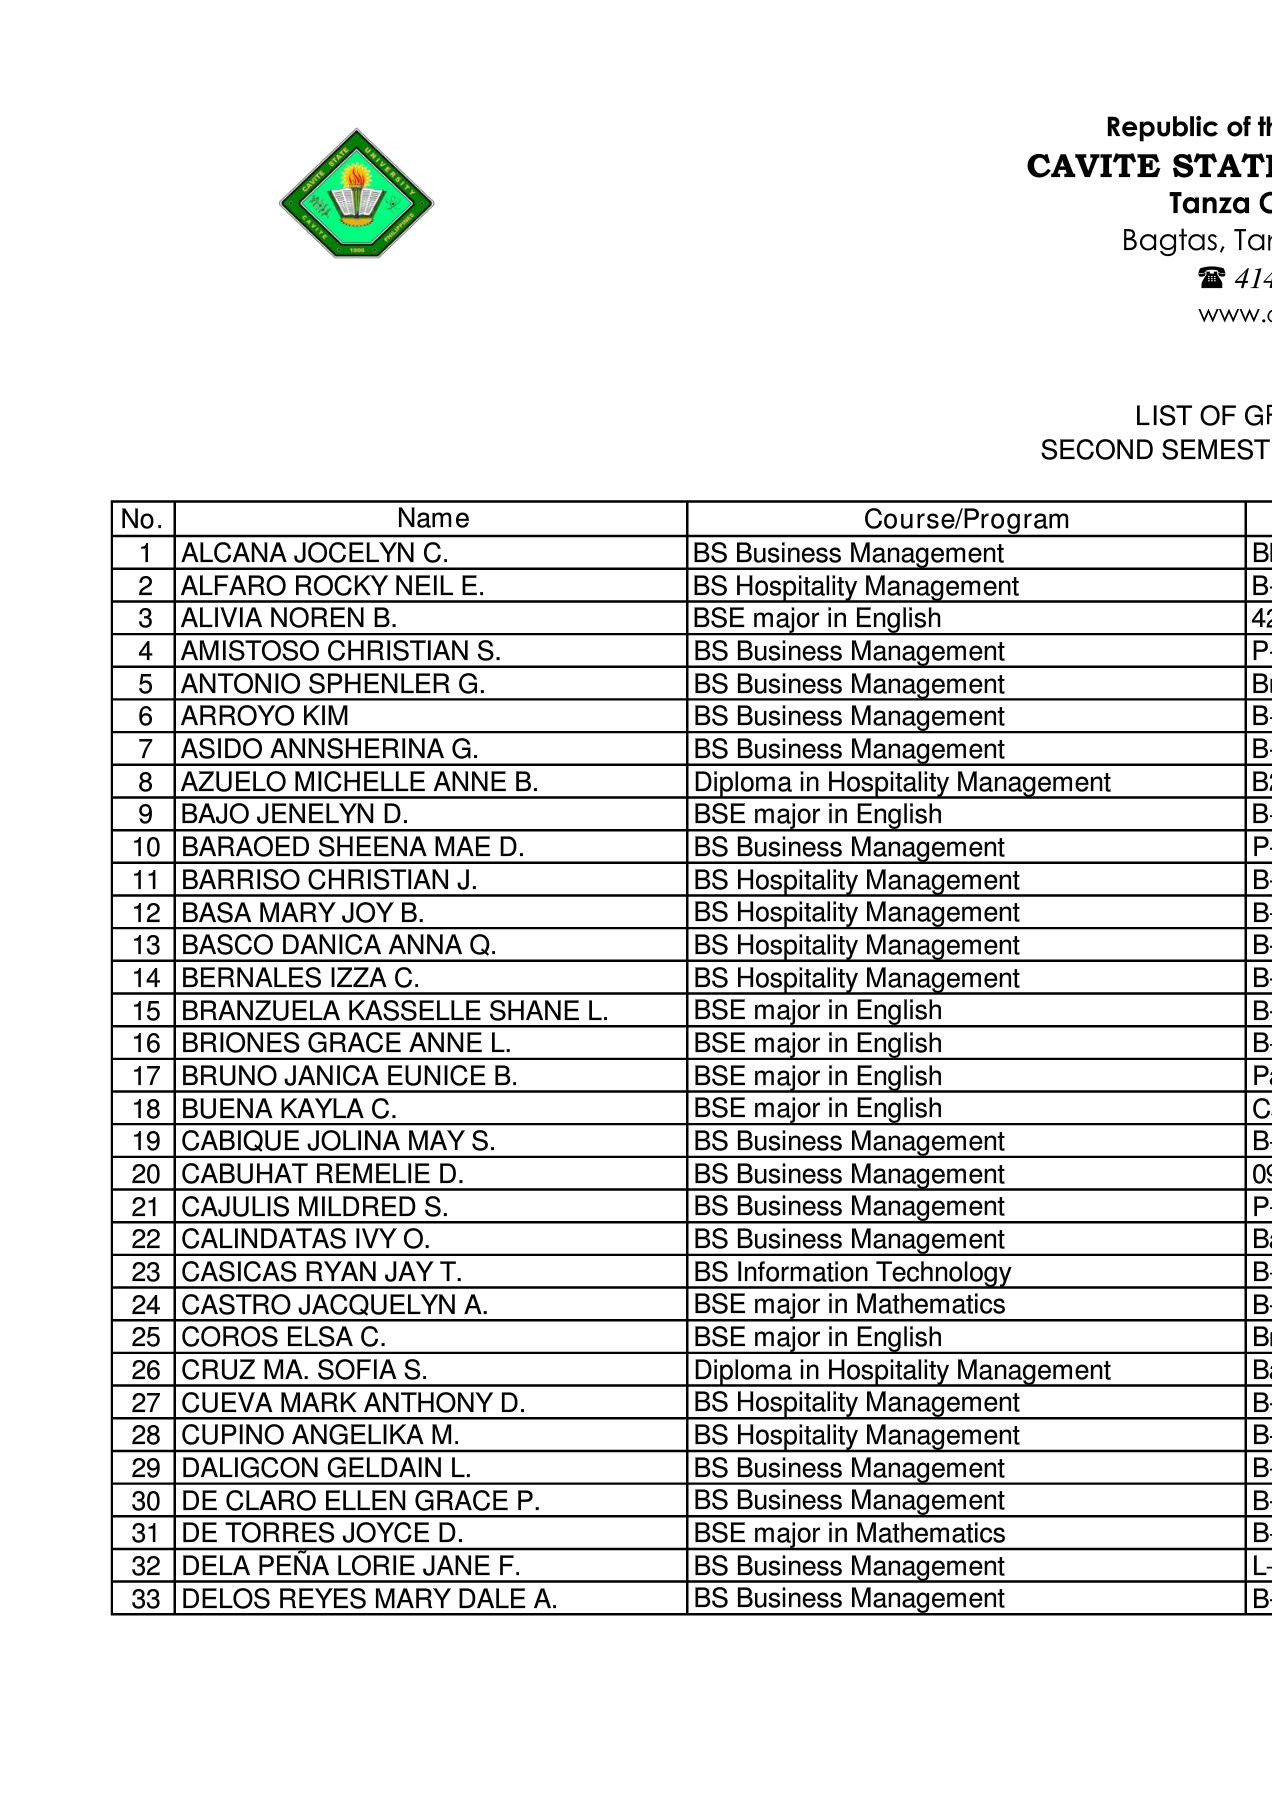 CAVITE STATE UNIVERSITY
CAVITE PHILIPPINES
1906
Republic of
CAVITE
Tanza
Bagtas,
☎ 414
www.
LIST OF
SECOND
No. Name Course/Program
1 ALCANA JOCELYN C. BS Business Management
2 ALFARO ROCKY NEIL E. BS Hospitality Management B-
3 ALIVIA NOREN B. BSE major in English 42
4 AMISTOSO CHRISTIAN S. BS Business Management P-
5 ANTONIO SPHENLER G. BS Business Management
6 ARROYO KIM BS Business Management B-
7 ASIDO ANNSHERINA G. BS Business Management B-
8 AZUELO MICHELLE ANNE B. Diploma in Hospitality Management B2
9 BAJO JENELYN D. BSE major in English B-
10 BARAOED SHEENA MAE D. BS Business Management P-
11 BARRISO CHRISTIAN J. BS Hospitality Management B-
12 BASA MARY JOY B. BS Hospitality Management B-
13 BASCO DANICA ANNA Q. BS Hospitality Management B-
14 BERNALES IZZA C. BS Hospitality Management B-
15 BRANZUELA KASSELLE SHANE L. BSE major in English B-
16 BRIONES GRACE ANNE L. BSE major in English B-
17 BRUNO JANICA EUNICE B. BSE major in English Pa
18 BUENA KAYLA C. BSE major in English
19 CABIQUE JOLINA MAY S. BS Business Management B-
20 CABUHAT REMELIE D. BS Business Management 09
21 CAJULIS MILDRED S. BS Business Management P-
22 CALINDATAS IVY O. BS Business Management Ba
23 CASICAS RYAN JAY T. BS Information Technology B-
24 CASTRO JACQUELYN A. BSE major in Mathematics B-
25 COROS ELSA C. BSE major in English
26 CRUZ MA. SOFIA S. Diploma in Hospitality Management Ba
27 CUEVA MARK ANTHONY D. BS Hospitality Management B-
28 CUPINO ANGELIKA M. BS Hospitality Management B-
29 DALIGCON GELDAIN L. BS Business Management B-
30 DE CLARO ELLEN GRACE P. BS Business Management B-
31 DE TORRES JOYCE D. BSE major in Mathematics B-
32 DELA PEÑA LORIE JANE F. BS Business Management L-
33 DELOS REYES MARY DALE A. BS Business Management B-